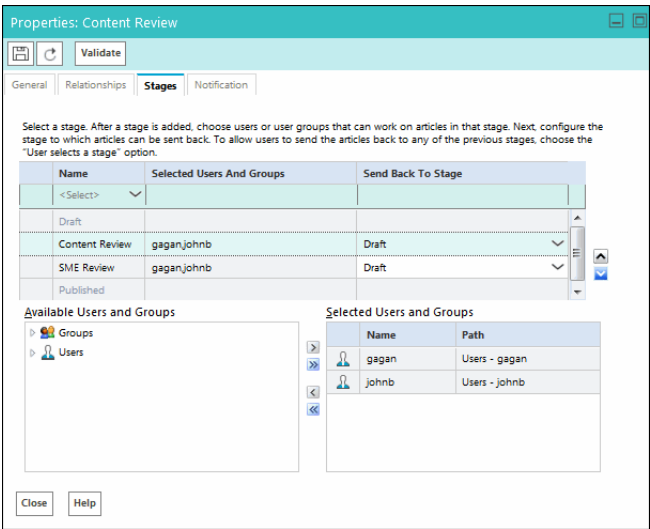 Properties: Content Review
Validate
General Relationships Stages Notification
Select a stage. After a stage is added, choose users or user groups that can work on articles in that stage. Next, configure the
stage to which articles can be sent back. To allow users to send the articles back to any of the previous stages, choose the
"User selects a stage" option.
Name Selected Users And Groups Send Back To Stage
<Select>
Draft
Content Review gagan,johnb Draft
SME Review gagan,johnb Draft
Published
Available Users and Groups Selected Users and Groups
Groups
Users
Name Path
gagan Users - gagan
johnb Users - johnb
Close Help